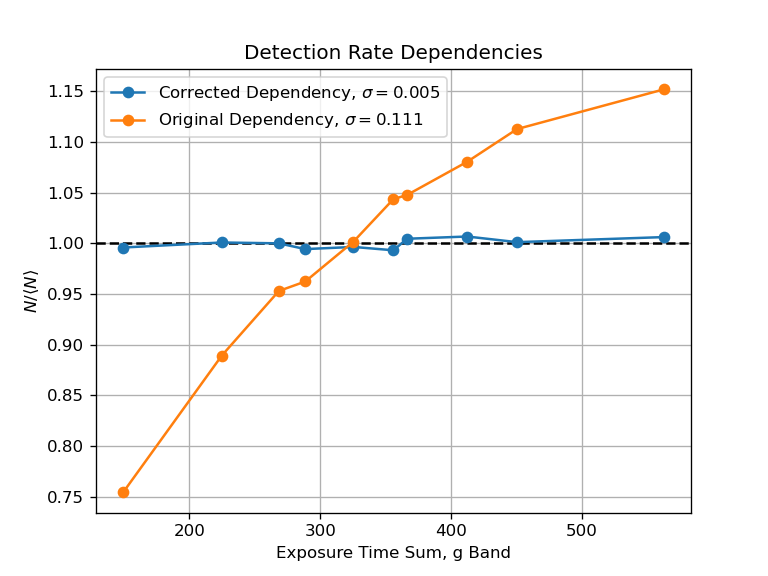 Detection Rate Dependencies
Corrected Dependency, σ = 0.005
Original Dependency, σ = 0.111
1.15
1.10
1.05
1.00
0.95
0.90
0.85
0.80
0.75
N/⟨N⟩
200 300 400 500
Exposure Time Sum, g Band